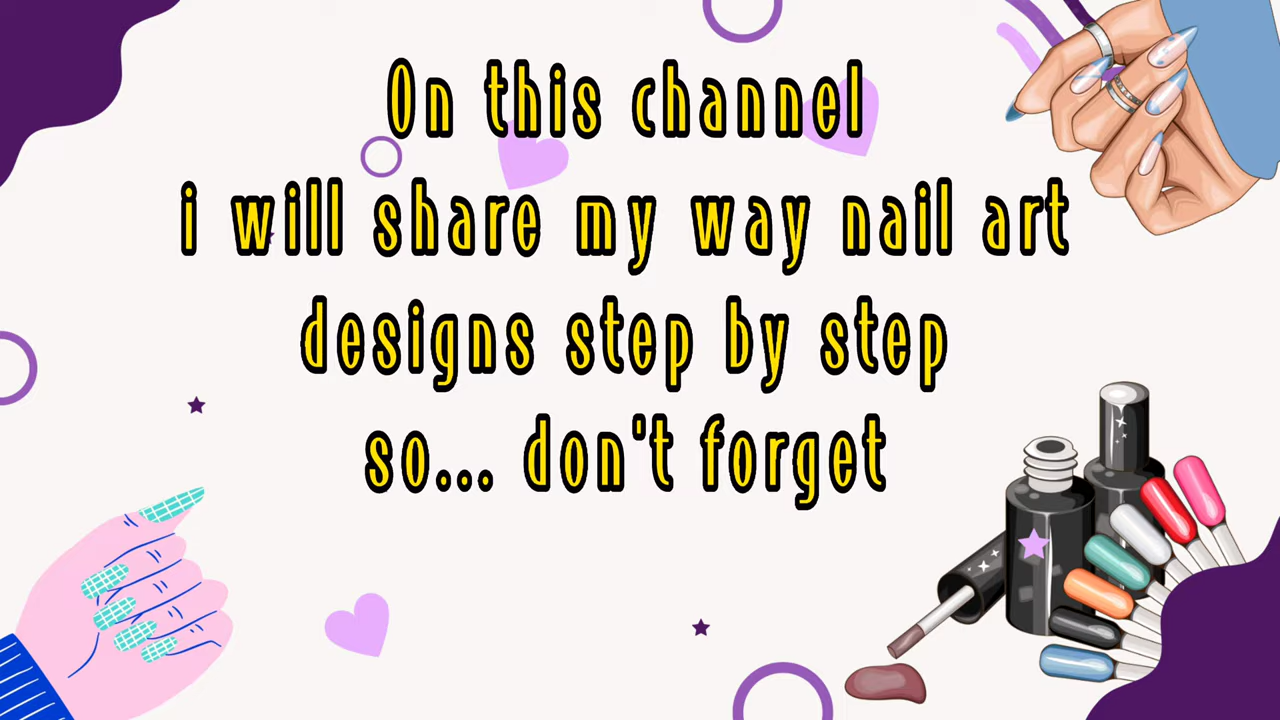 On this channel
i will share my way nail art
designs step by step
so... don't forget